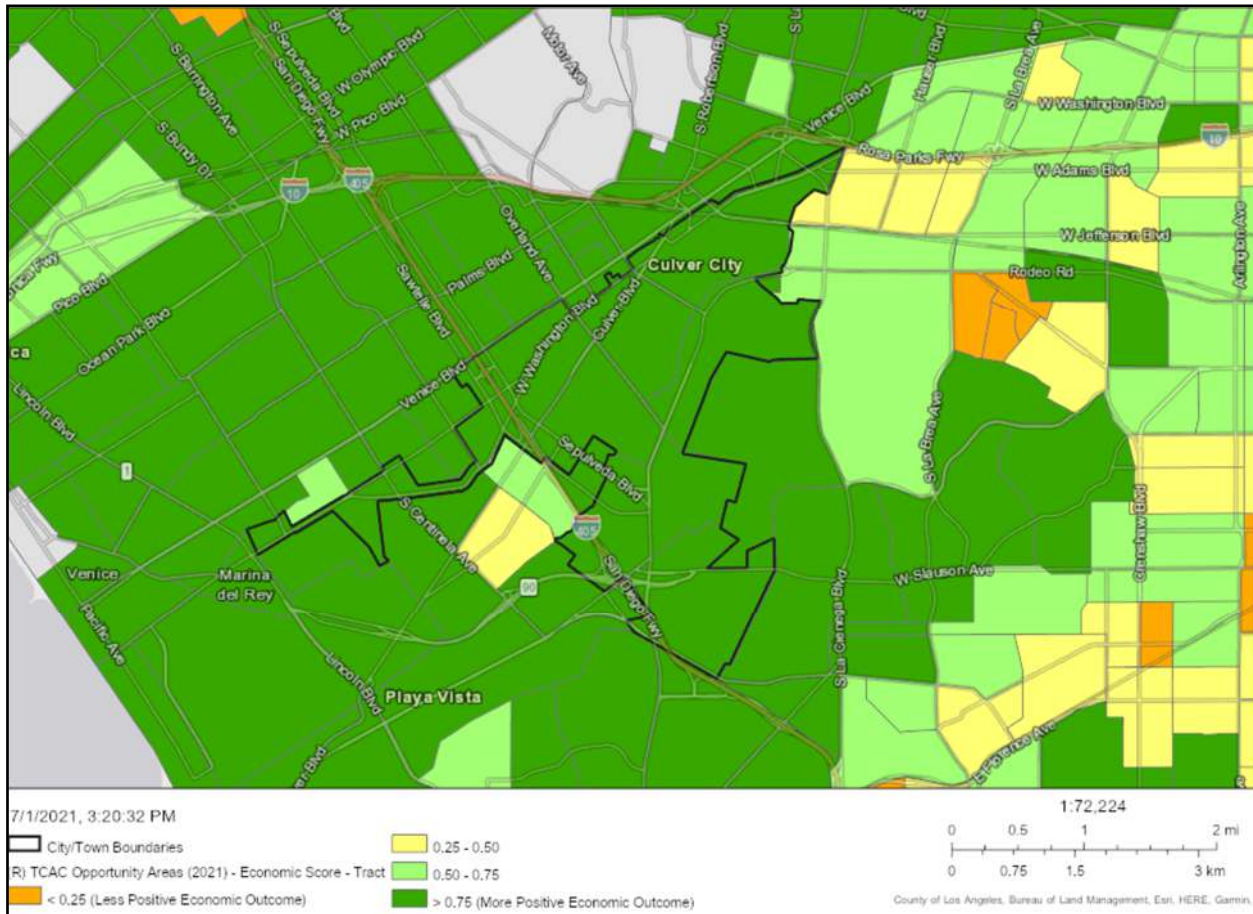 S La
S Sepulveda Blvd
San Diego Fwy
Blvd
W Olympic Blvd
Motor Ave
S Robertson Blvd
Hauser Blvd
S La Brea Ave
S Barrington Ave
W Pico Blvd
Venice Blvd
W Washington Blvd
S Bundy Dr
Rosa Parks Fwy
10
W Adams Blvd
10
405
Overland Ave
W Jefferson Blvd
Arlington Ave
Culver City
Rodeo Rd
Palms Blvd
Pico Blvd
Sawtelle Blvd
Culver Blvd
W Washington Blvd
Ocean Park Blvd
ca
Venice Blvd
Lincoln Blvd
S La Brea Ave
1
Sepulveda Blvd
S Centinela Ave
Crenshaw Blvd
405
Venice
Marina
del Rey
90
San Diego Fwy
W Slauson Ave
Pacific Ave
Lincoln Blvd
S La Cienega Blvd
Playa Vista
E Florence Ave
7/1/2021, 3:20:32 PM
City/Town Boundaries
R) TCAC Opportunity Areas (2021) - Economic Score - Tract
< 0.25 (Less Positive Economic Outcome)
0.25 - 0.50
0.50 - 0.75
> 0.75 (More Positive Economic Outcome)
1:72,224
0 0.5 1 2 mi
0 0.75 1.5 3 km
County of Los Angeles, Bureau of Land Management, Esri, HERE, Garmin,